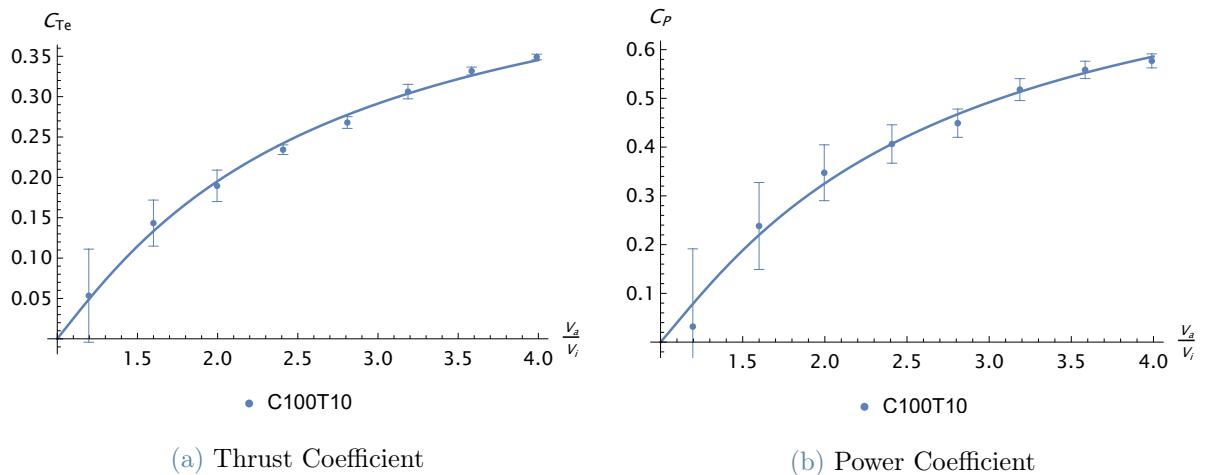 C_Te
0.35
0.30
0.25
0.20
0.15
0.10
0.05
1.5 2.0 2.5 3.0 3.5 4.0
V_a
V_i
C100T10
(a) Thrust Coefficient
C_P
0.6
0.5
0.4
0.3
0.2
0.1
1.5 2.0 2.5 3.0 3.5 4.0
V_a
V_i
C100T10
(b) Power Coefficient